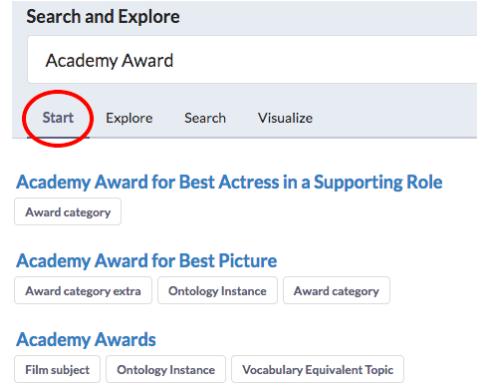 Search and Explore
Academy Award
Start Explore Search Visualize
Academy Award for Best Actress in a Supporting Role
Award category
Academy Award for Best Picture
Award category extra Ontology Instance Award category
Academy Awards
Film subject Ontology Instance Vocabulary Equivalent Topic